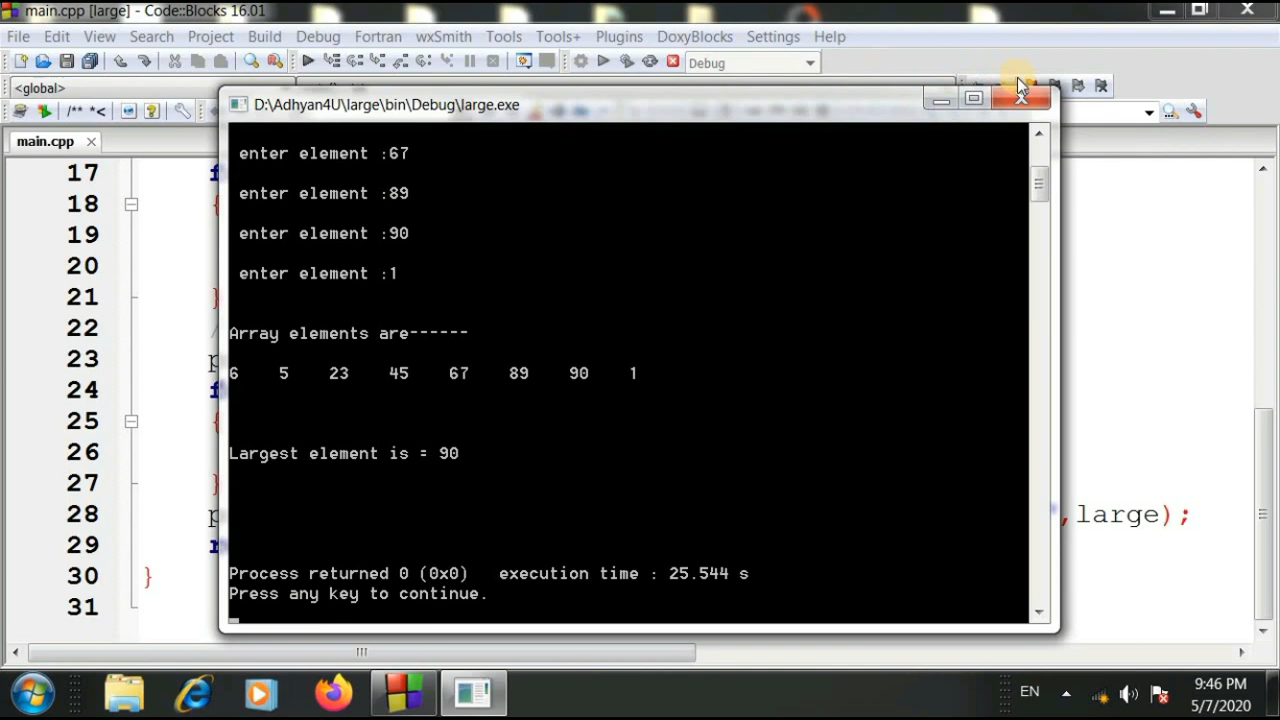 main.cpp [large] - Code::Blocks 16.01
File Edit View Search Project Build Debug Fortran wxSmith Tools Tools+ Plugins DoxyBlocks Settings Help
Debug
<global>
/** *<
D:\Adhyan4U\large\bin\Debug\large.exe
main.cpp
enter element :67
enter element :89
enter element :90
enter element :1
Array elements are------
6 5 23 45 67 89 90 1
Largest element is = 90
Process returned 0 (0x0) execution time : 25.544 s
Press any key to continue.
17 f
18 {
19
20
21 }
22 /
23 p
24 f
25 {
26
27 }
28 p ,large);
29 r
30 }
31
EN
9:46 PM
5/7/2020